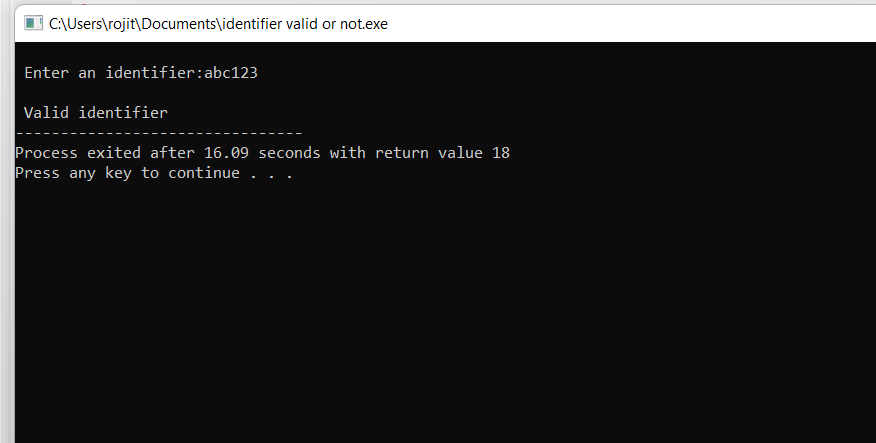 C:\Users\rojit\Documents\identifier valid or not.exe
Enter an identifier:abc123
Valid identifier
--------------------------------
Process exited after 16.09 seconds with return value 18
Press any key to continue . . .